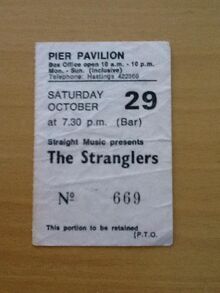 PIER PAVILION
Box Office open 10 a.m. - 10 p.m.
Mon. - Sun. (inclusive)
Telephone: Hastings 422566
SATURDAY
OCTOBER 29
at 7.30 p.m. (Bar)
Straight Music presents
The Stranglers
No 669
This portion to be retained
(P.T.O.